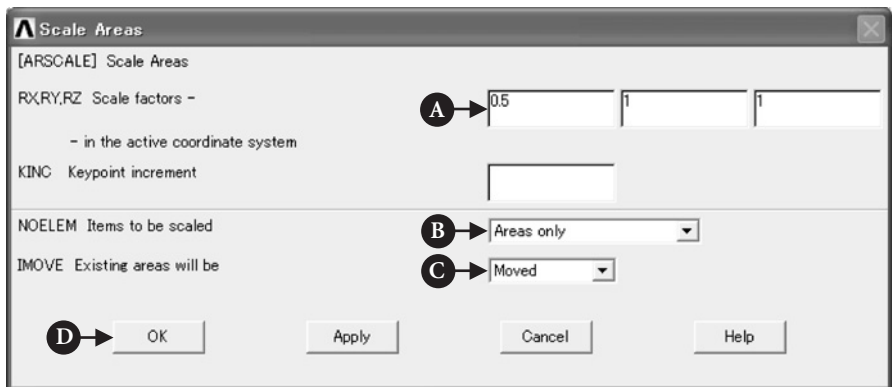 Scale Areas
[ARSCALE] Scale Areas
RX,RY,RZ Scale factors -
A
0.5 1 1
- in the active coordinate system
KINC Keypoint increment
NOELEM Items to be scaled
B
Areas only
IMOVE Existing areas will be
C
Moved
D
OK Apply Cancel Help